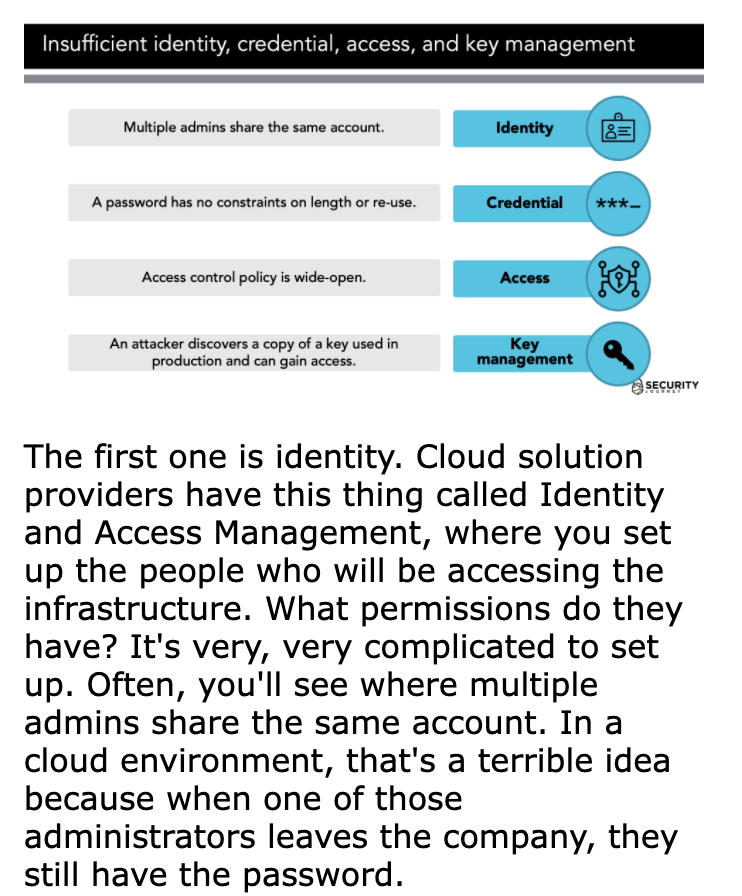 Insufficient identity, credential, access, and key management
Multiple admins share the same account.
Identity
A password has no constraints on length or re-use.
Credential
***_
Access control policy is wide-open.
Access
An attacker discovers a copy of a key used in
production and can gain access.
Key
management
SECURITY
JOURNEY
The first one is identity. Cloud solution
providers have this thing called Identity
and Access Management, where you set
up the people who will be accessing the
infrastructure. What permissions do they
have? It's very, very complicated to set
up. Often, you'll see where multiple
admins share the same account. In a
cloud environment, that's a terrible idea
because when one of those
administrators leaves the company, they
still have the password.